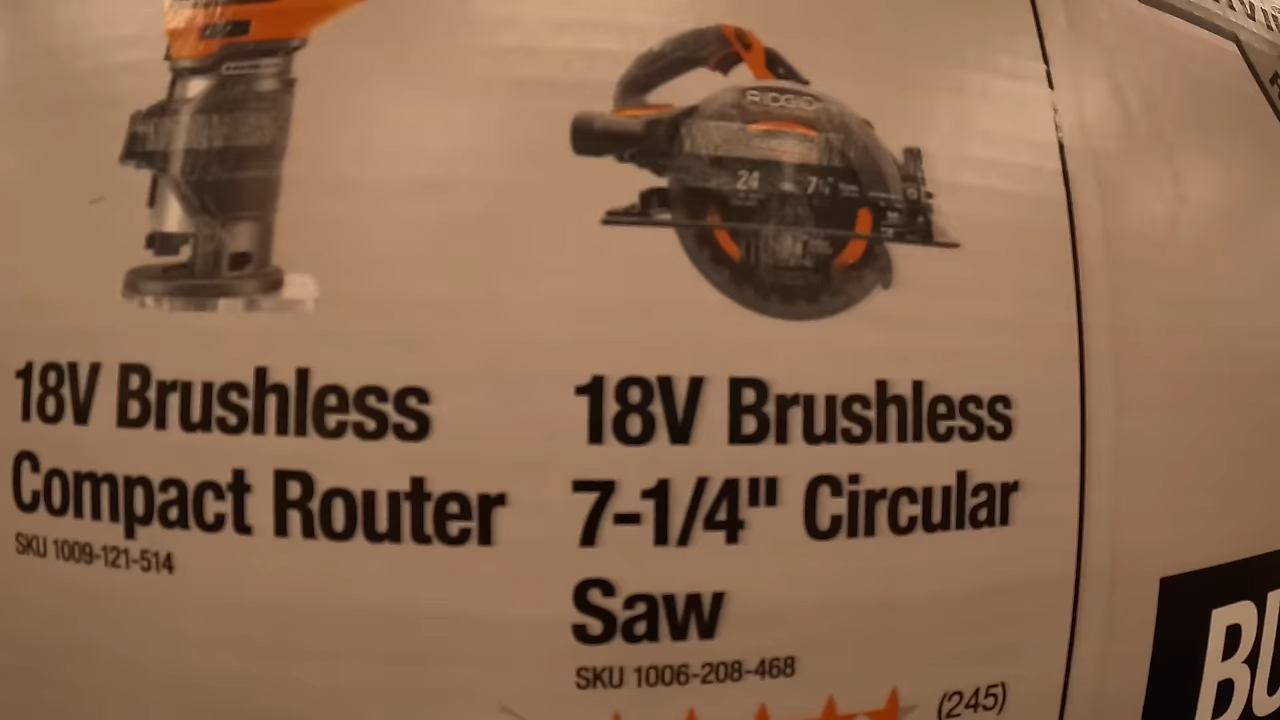 RIDGID
24 7¼"
18V Brushless
Compact Router
SKU 1009-121-514
18V Brushless
7-1/4" Circular
Saw
SKU 1006-208-468
(245)